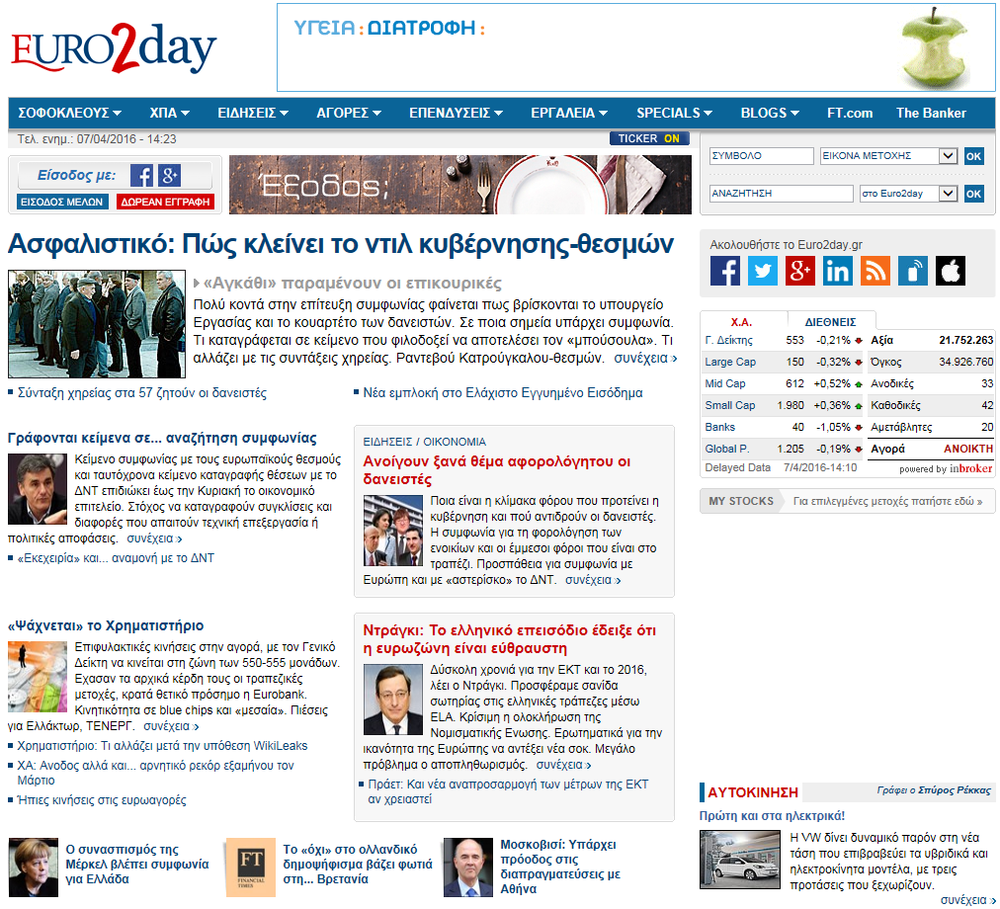 EURO2day
ΥΓΕΙΑ : ΔΙΑΤΡΟΦΗ :
ΣΟΦΟΚΛΕΟΥΣ ΧΠΑ ΕΙΔΗΣΕΙΣ ΑΓΟΡΕΣ ΕΠΕΝΔΥΣΕΙΣ ΕΡΓΑΛΕΙΑ SPECIALS BLOGS FT.com The Banker
Τελ. ενημ.: 07/04/2016 - 14:23
TICKER ON
Είσοδος με:
ΕΙΣΟΔΟΣ ΜΕΛΩΝ ΔΩΡΕΑΝ ΕΓΓΡΑΦΗ
Έξοδος;
ΣΥΜΒΟΛΟ ΕΙΚΟΝΑ ΜΕΤΟΧΗΣ OK
ΑΝΑΖΗΤΗΣΗ στο Euro2day OK
Ασφαλιστικό: Πώς κλείνει το ντιλ κυβέρνησης-θεσμών
«Αγκάθι» παραμένουν οι επικουρικές
Πολύ κοντά στην επίτευξη συμφωνίας φαίνεται πως βρίσκονται το υπουργείο
Εργασίας και το κουαρτέτο των δανειστών. Σε ποια σημεία υπάρχει συμφωνία.
Τι καταγράφεται σε κείμενο που φιλοδοξεί να αποτελέσει τον «μπούσουλα». Τι
αλλάζει με τις συντάξεις χηρείας. Ραντεβού Κατρούγκαλου-θεσμών. συνέχεια
Σύνταξη χηρείας στα 57 ζητούν οι δανειστές
Νέα εμπλοκή στο Ελάχιστο Εγγυημένο Εισόδημα
Γράφονται κείμενα σε... αναζήτηση συμφωνίας
Κείμενο συμφωνίας με τους ευρωπαϊκούς θεσμούς
και ταυτόχρονα κείμενο καταγραφής θέσεων με το
ΔΝΤ επιδιώκει έως την Κυριακή το οικονομικό
επιτελείο. Στόχος να καταγραφούν συγκλίσεις και
διαφορές που απαιτούν τεχνική επεξεργασία ή
πολιτικές αποφάσεις. συνέχεια
«Εκεχειρία» και... αναμονή με το ΔΝΤ
ΕΙΔΗΣΕΙΣ / ΟΙΚΟΝΟΜΙΑ
Ανοίγουν ξανά θέμα αφορολόγητου οι
δανειστές
Ποια είναι η κλίμακα φόρου που προτείνει η
κυβέρνηση και πού αντιδρούν οι δανειστές.
Η συμφωνία για τη φορολόγηση των
ενοικίων και οι έμμεσοι φόροι που είναι στο
τραπέζι. Προσπάθεια για συμφωνία με
Ευρώπη και με «αστερίσκο» το ΔΝΤ. συνέχεια
«Ψάχνεται» το Χρηματιστήριο
Επιφυλακτικές κινήσεις στην αγορά, με τον Γενικό
Δείκτη να κινείται στη ζώνη των 550-555 μονάδων.
Εχασαν τα αρχικά κέρδη τους οι τραπεζικές
μετοχές, κρατά θετικό πρόσημο η Eurobank.
Κινητικότητα σε blue chips και «μεσαία». Πιέσεις
για Ελλάκτωρ, ΤΕΝΕΡΓ. συνέχεια
Χρηματιστήριο: Τι αλλάζει μετά την υπόθεση WikiLeaks
ΧΑ: Ανοδος αλλά και... αρνητικό ρεκόρ εξαμήνου τον
Μάρτιο
Ήπιες κινήσεις στις ευρωαγορές
Ντράγκι: Το ελληνικό επεισόδιο έδειξε ότι
η ευρωζώνη είναι εύθραυστη
Δύσκολη χρονιά για την ΕΚΤ και το 2016,
λέει ο Ντράγκι. Προσφέραμε σανίδα
σωτηρίας στις ελληνικές τράπεζες μέσω
ELA. Κρίσιμη η ολοκλήρωση της
Νομισματικής Ενωσης. Ερωτηματικά για την
ικανότητα της Ευρώπης να αντέξει νέα σοκ. Μεγάλο
πρόβλημα ο αποπληθωρισμός. συνέχεια
Πράετ: Και νέα αναπροσαρμογή των μέτρων της ΕΚΤ
αν χρειαστεί
Ο συνασπισμός της
Μέρκελ βλέπει συμφωνία
για Ελλάδα
FT
FINANCIAL
TIMES
Το «όχι» στο ολλανδικό
δημοψήφισμα βάζει φωτιά
στη... Βρετανία
Μοσκοβισί: Υπάρχει
πρόοδος στις
διαπραγματεύσεις με
Αθήνα
Ακολουθήστε το Euro2day.gr
Χ.Α. ΔΙΕΘΝΕΙΣ
Γ. Δείκτης 553 -0,21% Αξία 21.752.263
Large Cap 150 -0,32% Όγκος 34.926.760
Mid Cap 612 +0,52% Ανοδικές 33
Small Cap 1.980 +0,36% Καθοδικές 42
Banks 40 -1,05% Αμετάβλητες 20
Global P. 1.205 -0,19% Αγορά ΑΝΟΙΚΤΗ
Delayed Data 7/4/2016-14:10 powered by inbroker
MY STOCKS Για επιλεγμένες μετοχές πατήστε εδώ »
ΑΥΤΟΚΙΝΗΣΗ Γράφει ο Σπύρος Ρέκκας
Πρώτη και στα ηλεκτρικά!
Η VW δίνει δυναμικό παρόν στη νέα
τάση που επιβραβεύει τα υβριδικά και
ηλεκτροκίνητα μοντέλα, με τρεις
προτάσεις που ξεχωρίζουν.
συνέχεια